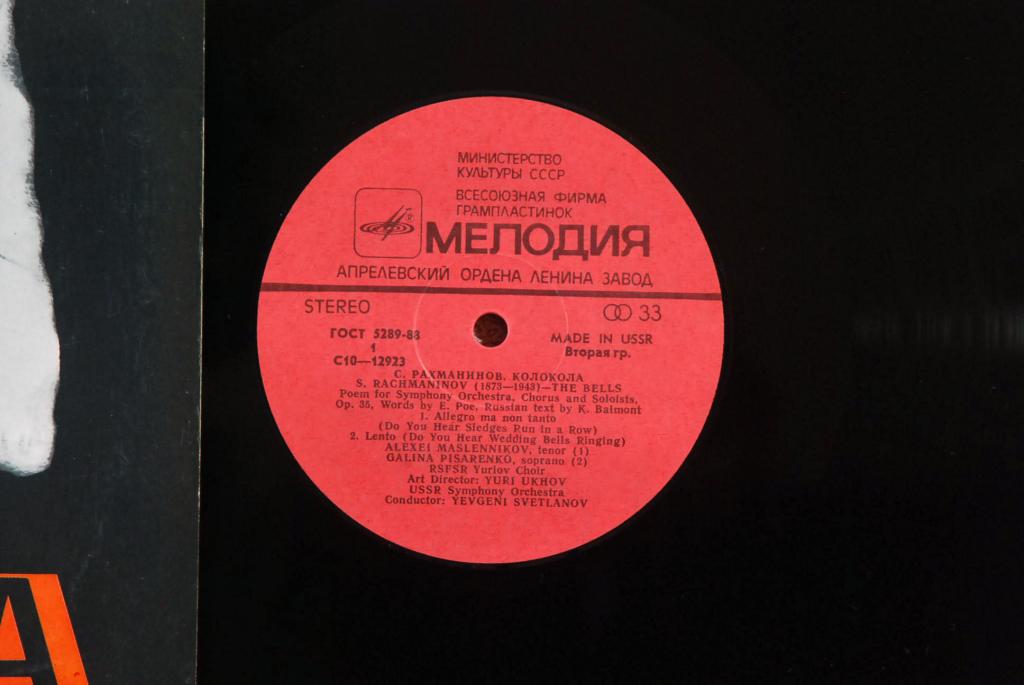 МИНИСТЕРСТВО
КУЛЬТУРЫ СССР
ВСЕСОЮЗНАЯ ФИРМА
ГРАМПЛАСТИНОК
®
МЕЛОДИЯ
АПРЕЛЕВСКИЙ ОРДЕНА ЛЕНИНА ЗАВОД
STEREO
33
ГОСТ 5289-88
1
С10—12923
MADE IN USSR
Вторая гр.
С. РАХМАНИНОВ. КОЛОКОЛА
S. RACHMANINOV (1873—1943)—THE BELLS
Poem for Symphony Orchestra, Chorus and Soloists,
Op. 35, Words by E. Poe, Russian text by K. Balmont
1. Allegro ma non tanto
(Do You Hear Sledges Run in a Row)
2. Lento (Do You Hear Wedding Bells Ringing)
ALEXEI MASLENNIKOV, tenor (1)
GALINA PISARENKO, soprano (2)
RSFSR Yurlov Choir
Art Director: YURI UKHOV
USSR Symphony Orchestra
Conductor: YEVGENI SVETLANOV
А